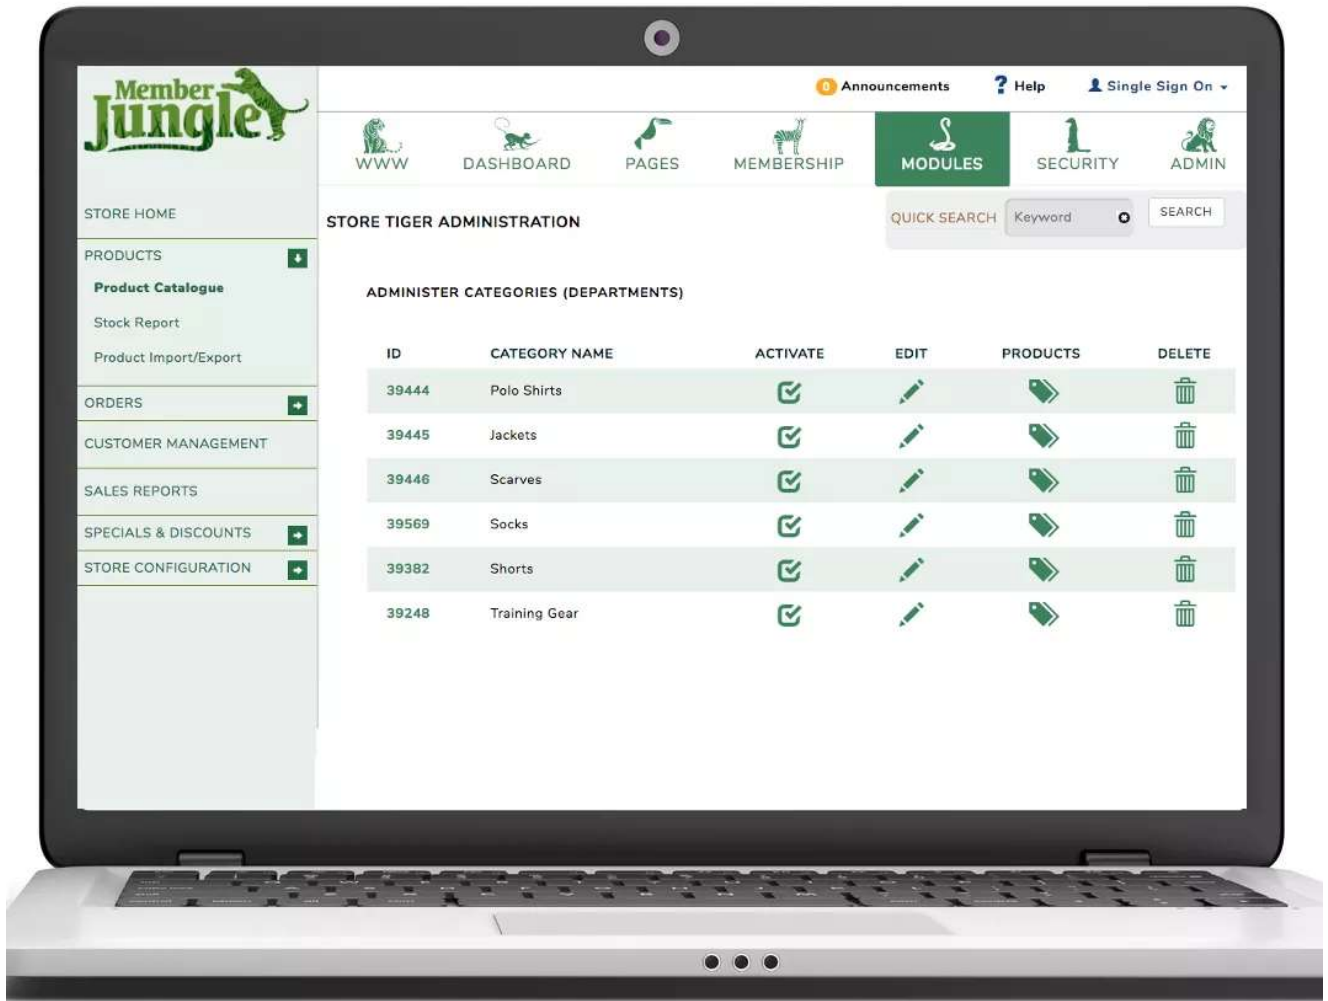 Member
Jungle
0 Announcements
? Help
Single Sign On
WWW
DASHBOARD
PAGES
MEMBERSHIP
MODULES
SECURITY
ADMIN
STORE HOME
PRODUCTS
Product Catalogue
Stock Report
Product Import/Export
ORDERS
CUSTOMER MANAGEMENT
SALES REPORTS
SPECIALS & DISCOUNTS
STORE CONFIGURATION
STORE TIGER ADMINISTRATION
QUICK SEARCH Keyword SEARCH
ADMINISTER CATEGORIES (DEPARTMENTS)
ID CATEGORY NAME ACTIVATE EDIT PRODUCTS DELETE
39444 Polo Shirts
39445 Jackets
39446 Scarves
39569 Socks
39382 Shorts
39248 Training Gear